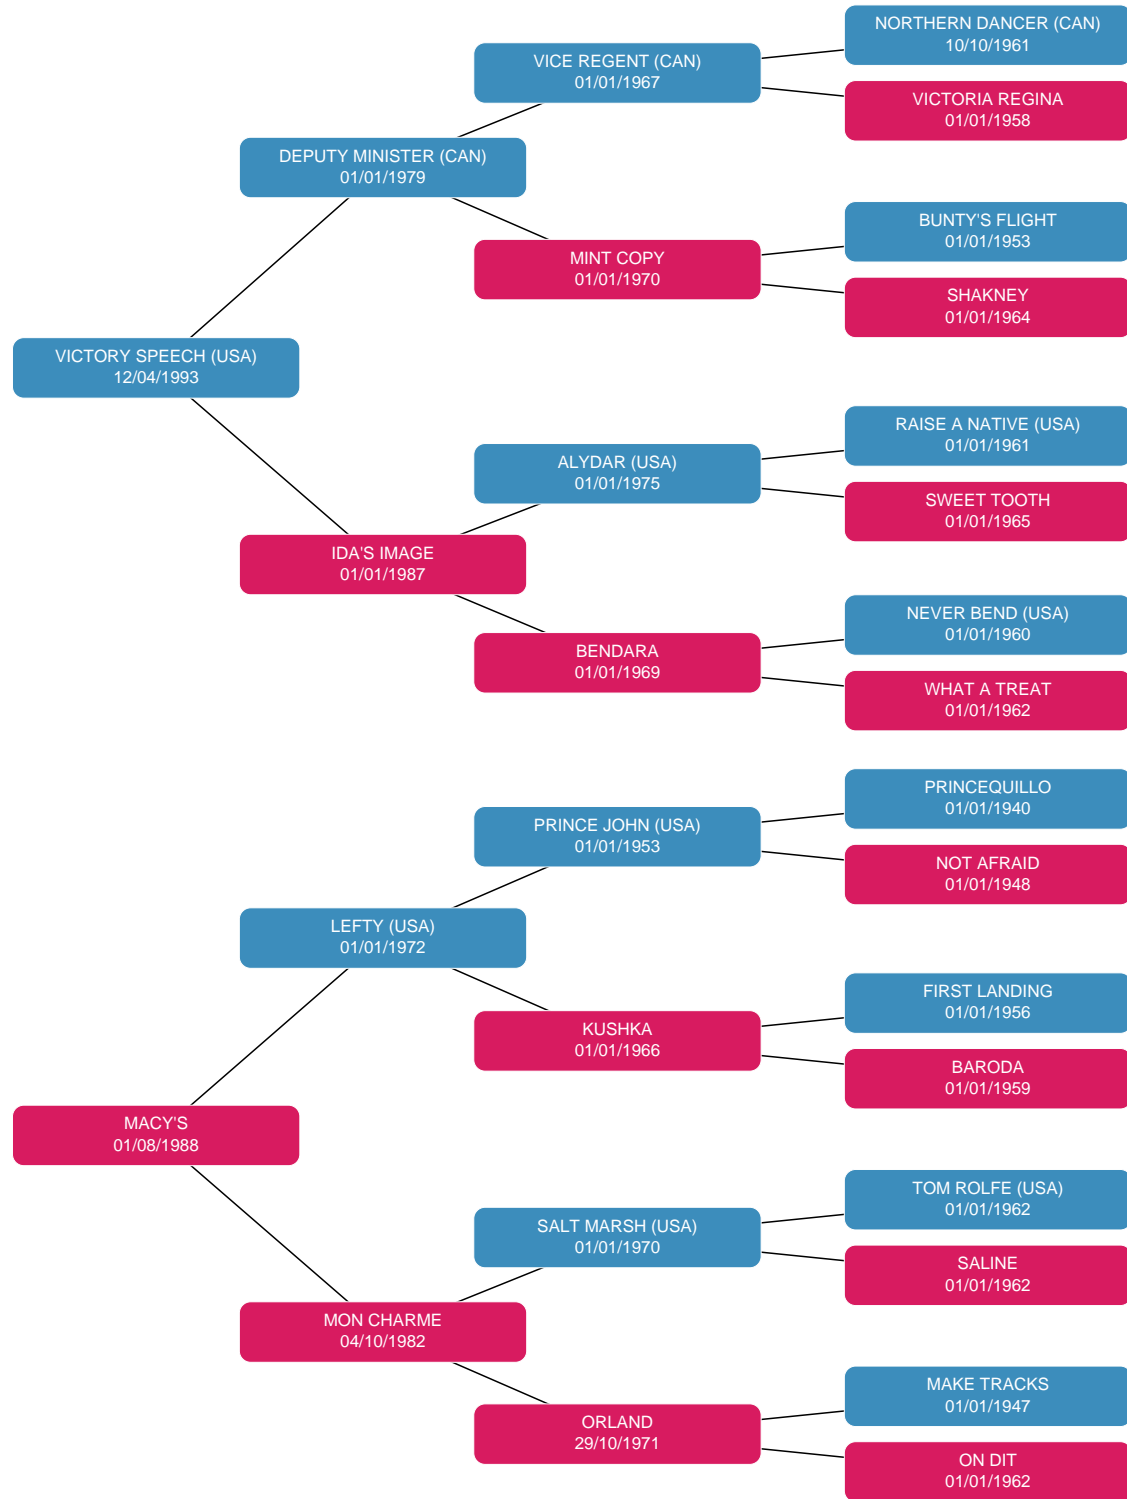 NORTHERN DANCER (CAN)
10/10/1961
VICE REGENT (CAN)
01/01/1967
VICTORIA REGINA
01/01/1958
DEPUTY MINISTER (CAN)
01/01/1979
BUNTY'S FLIGHT
01/01/1953
MINT COPY
01/01/1970
SHAKNEY
01/01/1964
VICTORY SPEECH (USA)
12/04/1993
RAISE A NATIVE (USA)
01/01/1961
ALYDAR (USA)
01/01/1975
SWEET TOOTH
01/01/1965
IDA'S IMAGE
01/01/1987
NEVER BEND (USA)
01/01/1960
BENDARA
01/01/1969
WHAT A TREAT
01/01/1962
PRINCEQUILLO
01/01/1940
PRINCE JOHN (USA)
01/01/1953
NOT AFRAID
01/01/1948
LEFTY (USA)
01/01/1972
FIRST LANDING
01/01/1956
KUSHKA
01/01/1966
BARODA
01/01/1959
MACY'S
01/08/1988
TOM ROLFE (USA)
01/01/1962
SALT MARSH (USA)
01/01/1970
SALINE
01/01/1962
MON CHARME
04/10/1982
MAKE TRACKS
01/01/1947
ORLAND
29/10/1971
ON DIT
01/01/1962